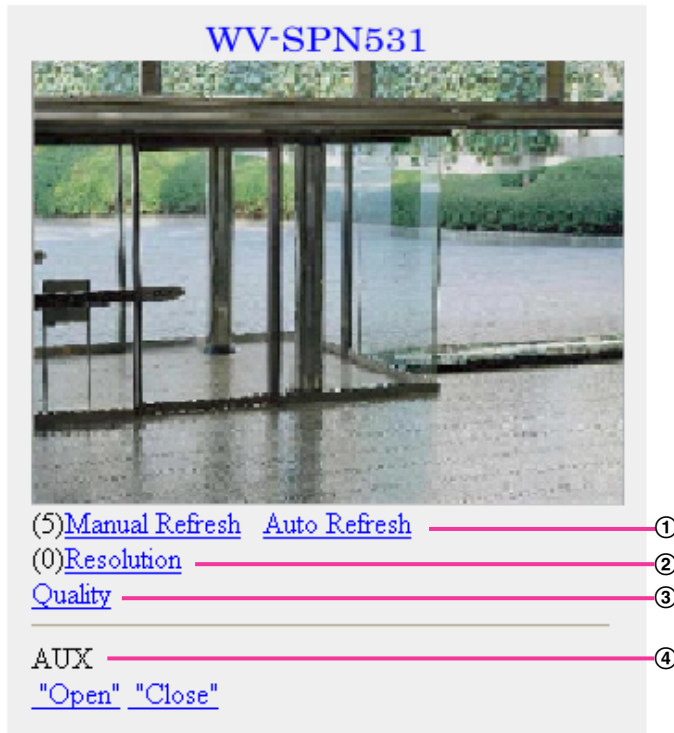 WV-SPN531
(5)Manual Refresh Auto Refresh ①
(0)Resolution ②
Quality ③
AUX ④
"Open" "Close"